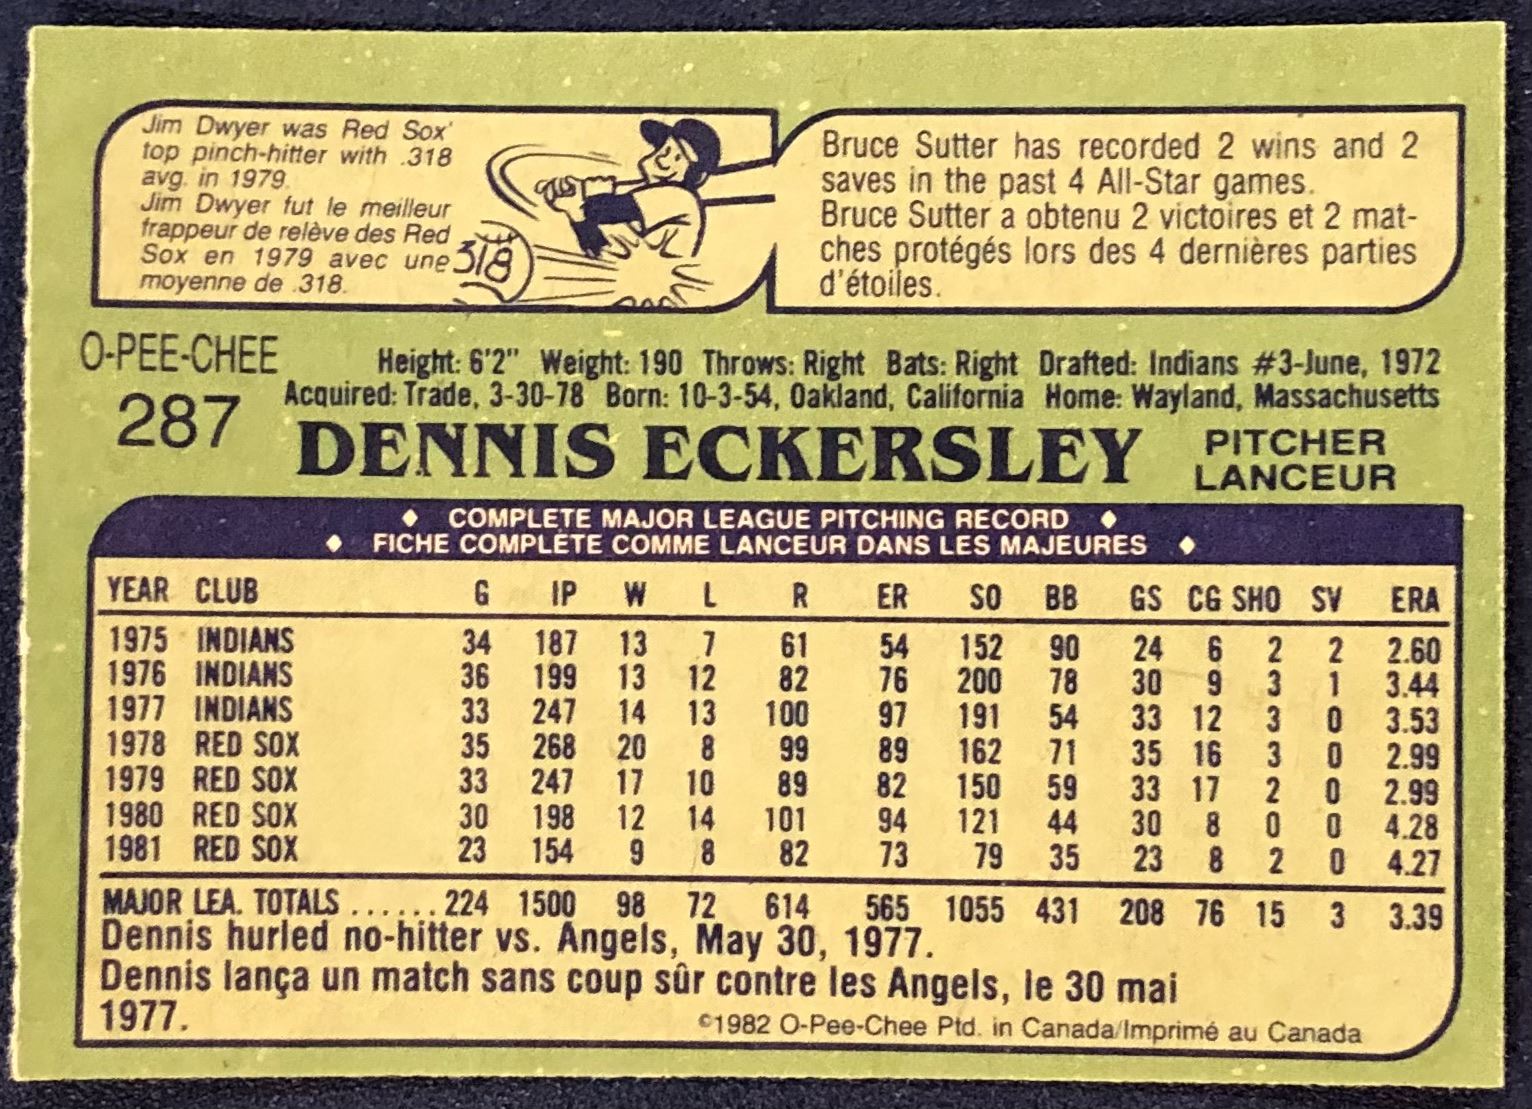 Jim Dwyer was Red Sox'
top pinch-hitter with .318
avg. in 1979.
Jim Dwyer fut le meilleur
frappeur de relève des Red
Sox en 1979 avec une
moyenne de .318.
318
Bruce Sutter has recorded 2 wins and 2
saves in the past 4 All-Star games.
Bruce Sutter a obtenu 2 victoires et 2 mat-
ches protégés lors des 4 dernières parties
d'étoiles.
O-PEE-CHEE
287
Height: 6'2" Weight: 190 Throws: Right Bats: Right Drafted: Indians #3-June, 1972
Acquired: Trade, 3-30-78 Born: 10-3-54, Oakland, California Home: Wayland, Massachusetts
DENNIS ECKERSLEY
PITCHER
LANCEUR
♦ COMPLETE MAJOR LEAGUE PITCHING RECORD ♦
♦ FICHE COMPLÈTE COMME LANCEUR DANS LES MAJEURES ♦
YEAR CLUB G IP W L R ER SO BB GS CG SHO SV ERA
1975 INDIANS 34 187 13 7 61 54 152 90 24 6 2 2 2.60
1976 INDIANS 36 199 13 12 82 76 200 78 30 9 3 1 3.44
1977 INDIANS 33 247 14 13 100 97 191 54 33 12 3 0 3.53
1978 RED SOX 35 268 20 8 99 89 162 71 35 16 3 0 2.99
1979 RED SOX 33 247 17 10 89 82 150 59 33 17 2 0 2.99
1980 RED SOX 30 198 12 14 101 94 121 44 30 8 0 0 4.28
1981 RED SOX 23 154 9 8 82 73 79 35 23 8 2 0 4.27
MAJOR LEA. TOTALS ...... 224 1500 98 72 614 565 1055 431 208 76 15 3 3.39
Dennis hurled no-hitter vs. Angels, May 30, 1977.
Dennis lança un match sans coup sûr contre les Angels, le 30 mai
1977.
©1982 O-Pee-Chee Ptd. in Canada/Imprimé au Canada